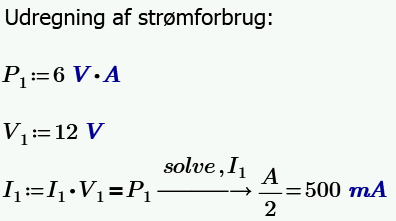 Udregning af strømforbrug:
P₁ := 6 V·A
V₁ := 12 V
I₁ := I₁·V₁ = P₁ solve, I₁ → A/2 = 500 mA